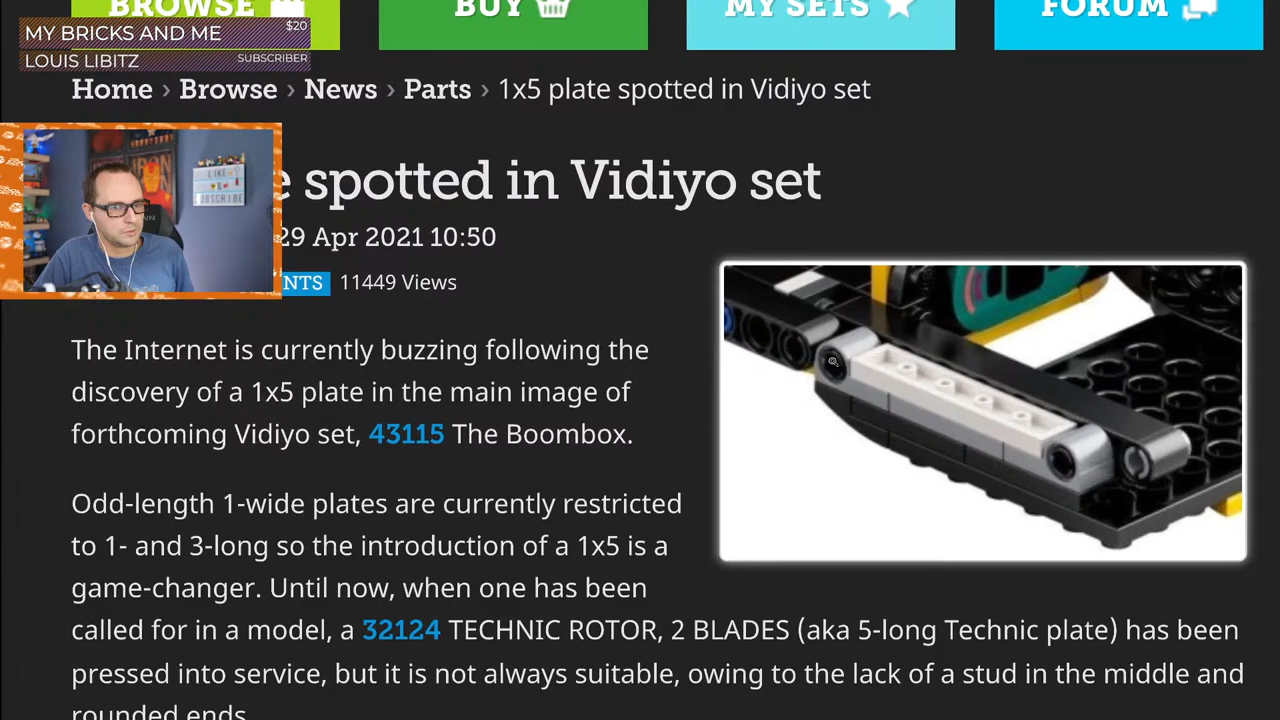 BROWSE
BUY
MY SETS
FORUM
MY BRICKS AND ME $20
LOUIS LIBITZ SUBSCRIBER
Home › Browse › News › Parts › 1x5 plate spotted in Vidiyo set
e spotted in Vidiyo set
29 Apr 2021 10:50
NTS 11449 Views
LIKE
SUBSCRIBE
The Internet is currently buzzing following the
discovery of a 1x5 plate in the main image of
forthcoming Vidiyo set, 43115 The Boombox.
Odd-length 1-wide plates are currently restricted
to 1- and 3-long so the introduction of a 1x5 is a
game-changer. Until now, when one has been
called for in a model, a 32124 TECHNIC ROTOR, 2 BLADES (aka 5-long Technic plate) has been
pressed into service, but it is not always suitable, owing to the lack of a stud in the middle and
rounded ends.